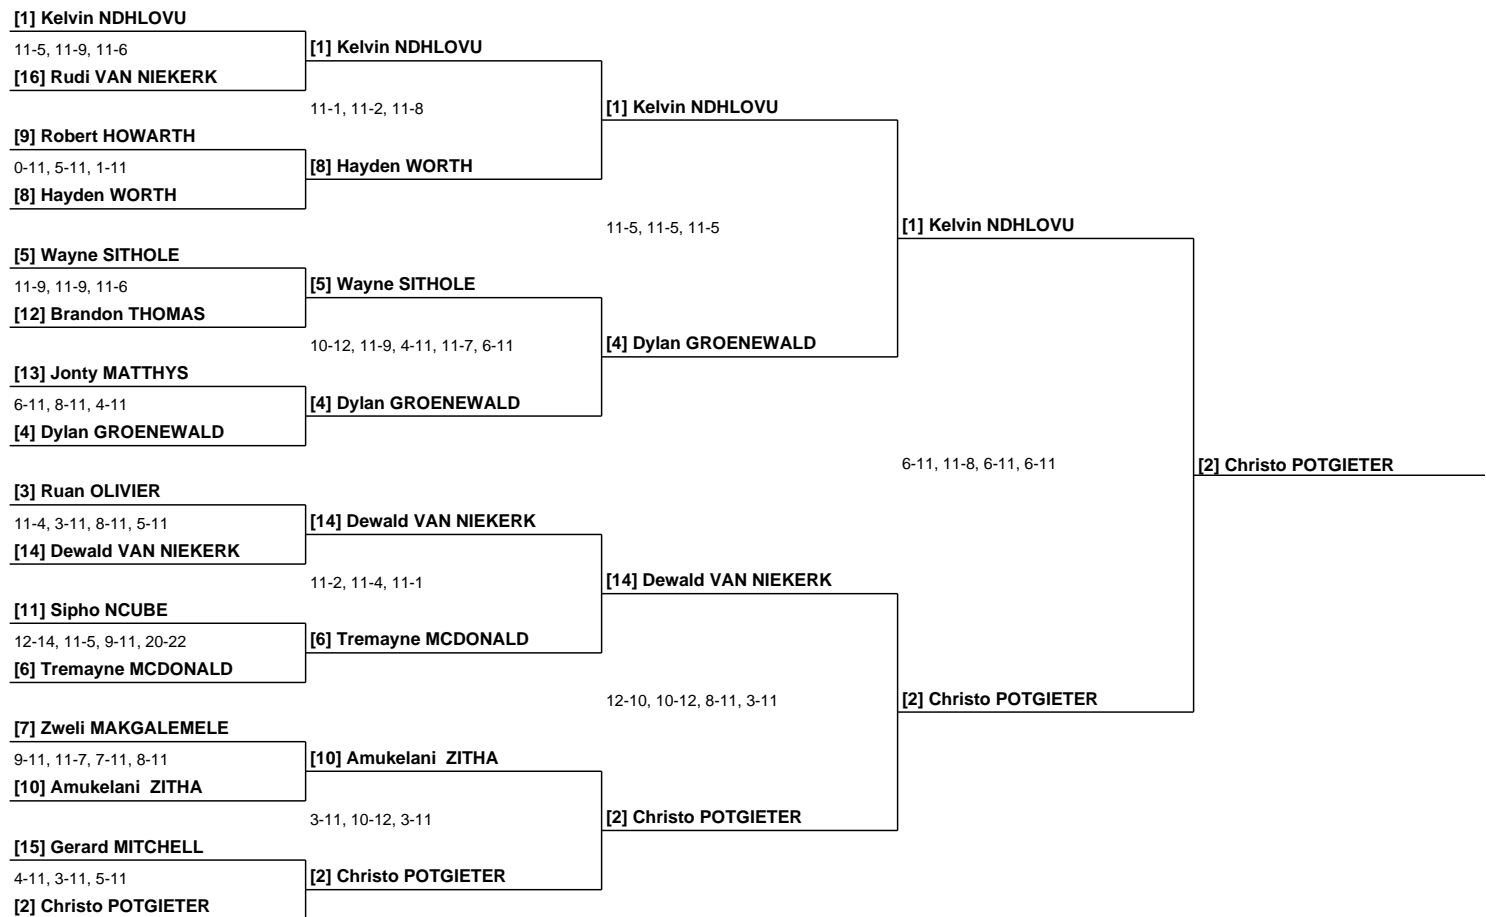 [1] Kelvin NDHLOVU
11-5, 11-9, 11-6
[16] Rudi VAN NIEKERK
[9] Robert HOWARTH
0-11, 5-11, 1-11
[8] Hayden WORTH
[5] Wayne SITHOLE
11-9, 11-9, 11-6
[12] Brandon THOMAS
[13] Jonty MATTHYS
6-11, 8-11, 4-11
[4] Dylan GROENEWALD
[3] Ruan OLIVIER
11-4, 3-11, 8-11, 5-11
[14] Dewald VAN NIEKERK
[11] Sipho NCUBE
12-14, 11-5, 9-11, 20-22
[6] Tremayne MCDONALD
[7] Zweli MAKGALEMELE
9-11, 11-7, 7-11, 8-11
[10] Amukelani ZITHA
[15] Gerard MITCHELL
4-11, 3-11, 5-11
[2] Christo POTGIETER
[1] Kelvin NDHLOVU
11-1, 11-2, 11-8
[8] Hayden WORTH
[5] Wayne SITHOLE
10-12, 11-9, 4-11, 11-7, 6-11
[4] Dylan GROENEWALD
[14] Dewald VAN NIEKERK
11-2, 11-4, 11-1
[6] Tremayne MCDONALD
[10] Amukelani ZITHA
3-11, 10-12, 3-11
[2] Christo POTGIETER
[1] Kelvin NDHLOVU
11-5, 11-5, 11-5
[4] Dylan GROENEWALD
[14] Dewald VAN NIEKERK
12-10, 10-12, 8-11, 3-11
[2] Christo POTGIETER
[1] Kelvin NDHLOVU
6-11, 11-8, 6-11, 6-11
[2] Christo POTGIETER
[2] Christo POTGIETER